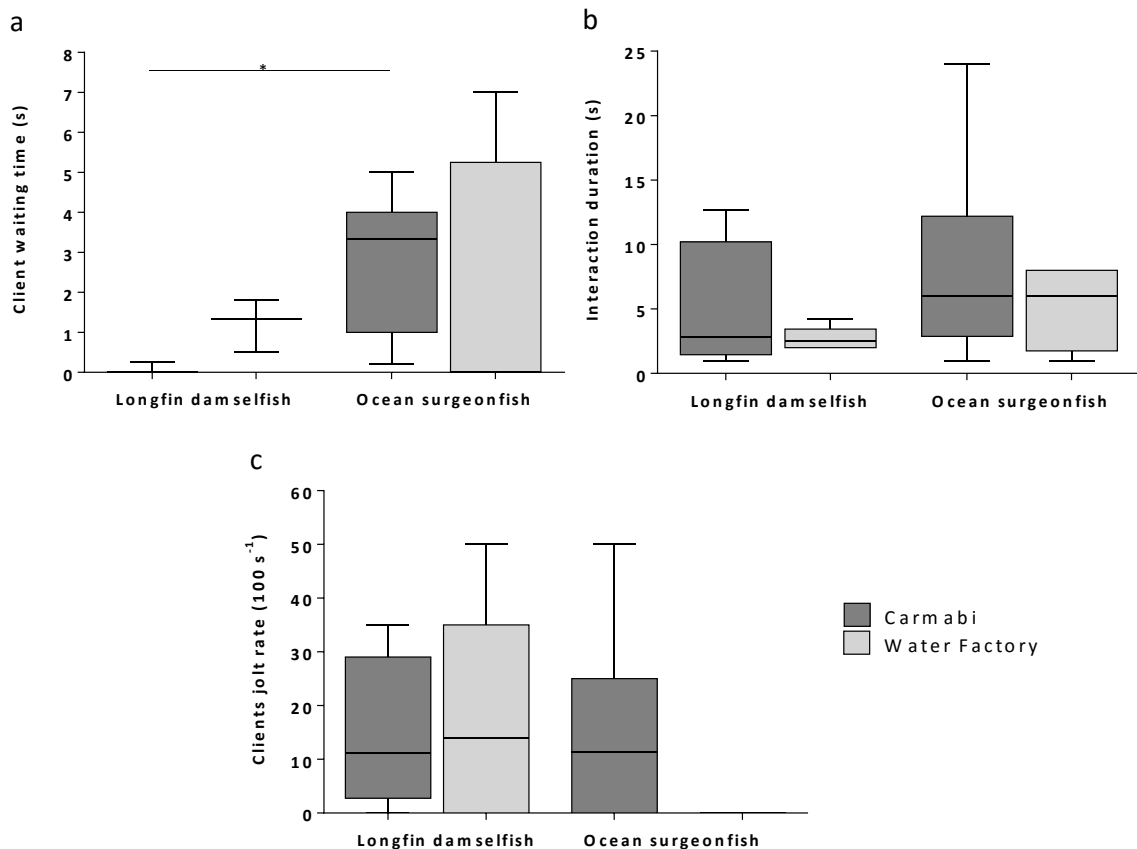 a
Client waiting time (s)
8
7
6
5
4
3
2
1
0
*
Longfin damselfish
Ocean surgeonfish
b
Interaction duration (s)
25
20
15
10
5
0
Longfin damselfish
Ocean surgeonfish
c
Clients jolt rate (100 s⁻¹)
60
50
40
30
20
10
0
Longfin damselfish
Ocean surgeonfish
Carmabi
Water Factory